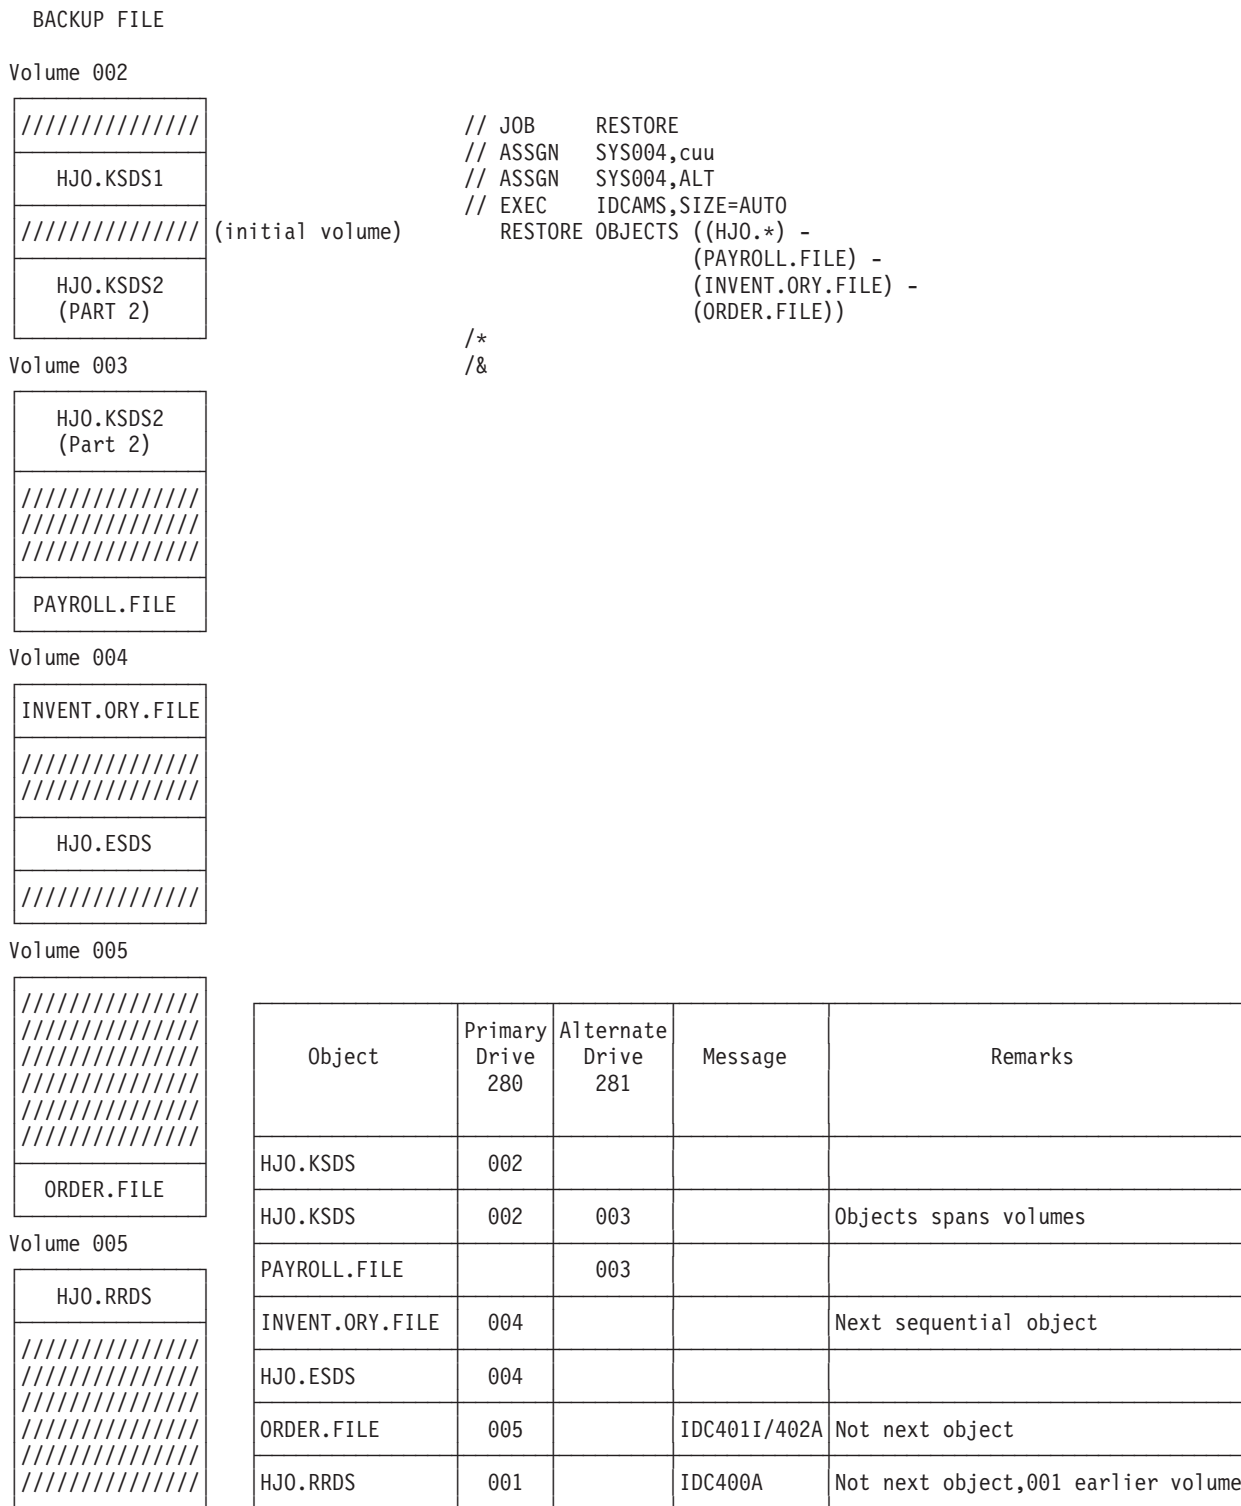 BACKUP FILE
Volume 002
///////////////
HJO.KSDS1
/////////////// (initial volume)
HJO.KSDS2
(PART 2)
// JOB RESTORE
// ASSGN SYS004,cuu
// ASSGN SYS004,ALT
// EXEC IDCAMS,SIZE=AUTO
RESTORE OBJECTS ((HJO.*) -
(PAYROLL.FILE) -
(INVENT.ORY.FILE) -
(ORDER.FILE))
/*
/&
Volume 003
HJO.KSDS2
(Part 2)
///////////////
///////////////
///////////////
PAYROLL.FILE
Volume 004
INVENT.ORY.FILE
///////////////
///////////////
HJO.ESDS
///////////////
Volume 005
///////////////
///////////////
///////////////
///////////////
///////////////
///////////////
ORDER.FILE
Volume 005
HJO.RRDS
///////////////
///////////////
///////////////
///////////////
///////////////
///////////////
Object Primary Drive 280 Alternate Drive 281 Message Remarks
HJO.KSDS 002
HJO.KSDS 002 003 Objects spans volumes
PAYROLL.FILE 003
INVENT.ORY.FILE 004 Next sequential object
HJO.ESDS 004
ORDER.FILE 005 IDC401I/402A Not next object
HJO.RRDS 001 IDC400A Not next object,001 earlier volume